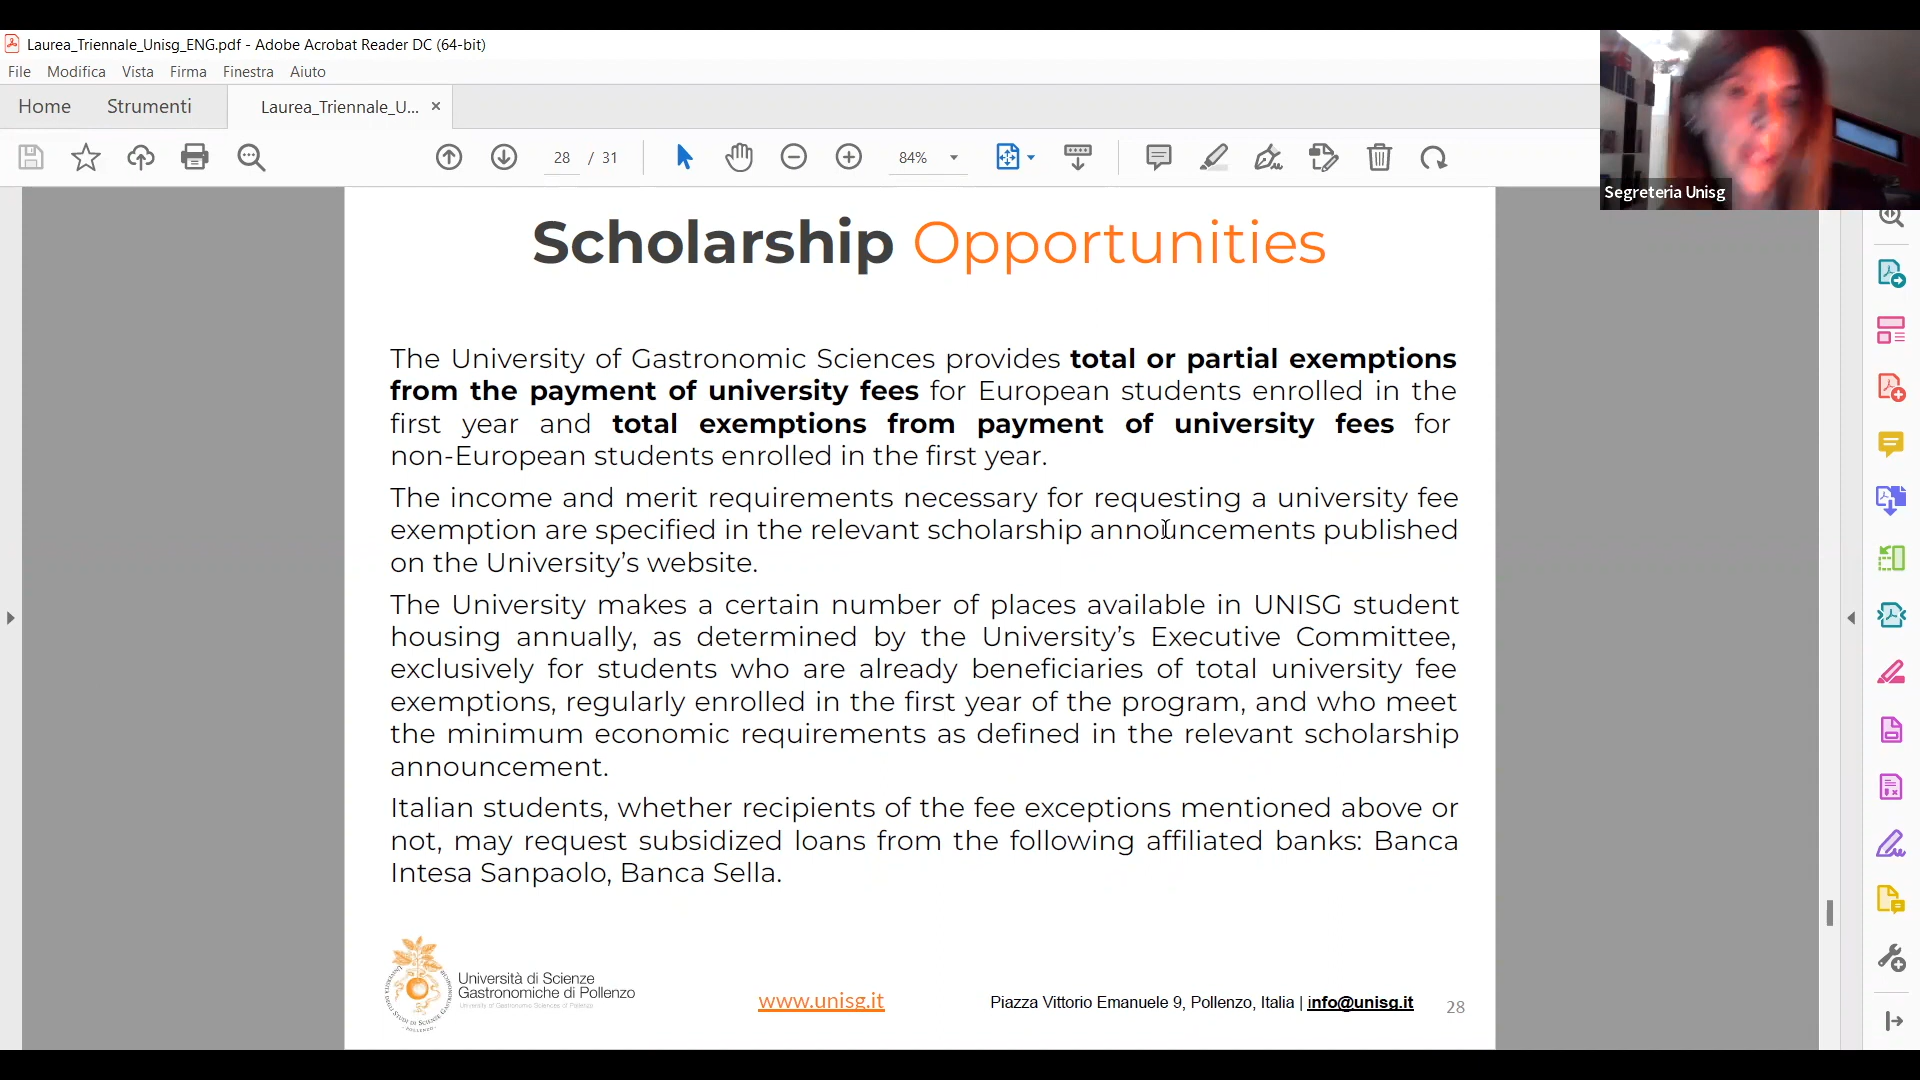 Laurea_Triennale_Unisg_ENG.pdf - Adobe Acrobat Reader DC (64-bit)
File Modifica Vista Firma Finestra Aiuto
Home Strumenti Laurea_Triennale_U... ×
28 / 31 84%
Segreteria Unisg
Scholarship Opportunities
The University of Gastronomic Sciences provides total or partial exemptions
from the payment of university fees for European students enrolled in the
first year and total exemptions from payment of university fees for
non-European students enrolled in the first year.
The income and merit requirements necessary for requesting a university fee
exemption are specified in the relevant scholarship announcements published
on the University's website.
The University makes a certain number of places available in UNISG student
housing annually, as determined by the University's Executive Committee,
exclusively for students who are already beneficiaries of total university fee
exemptions, regularly enrolled in the first year of the program, and who meet
the minimum economic requirements as defined in the relevant scholarship
announcement.
Italian students, whether recipients of the fee exceptions mentioned above or
not, may request subsidized loans from the following affiliated banks: Banca
Intesa Sanpaolo, Banca Sella.
Università di Scienze
Gastronomiche di Pollenzo
University of Gastronomic Sciences of Pollenzo
www.unisg.it
Piazza Vittorio Emanuele 9, Pollenzo, Italia | info@unisg.it
28